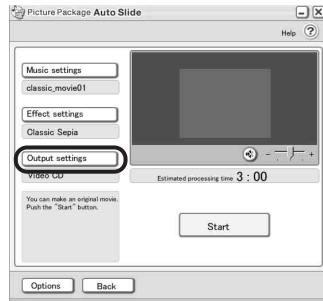 Picture Package Auto Slide
Help ?
Music settings
classic_movie01
Effect settings
Classic Sepia
Output settings
Video CD
Estimated processing time 3 : 00
You can make an original movie.
Push the "Start" button.
Start
Options Back